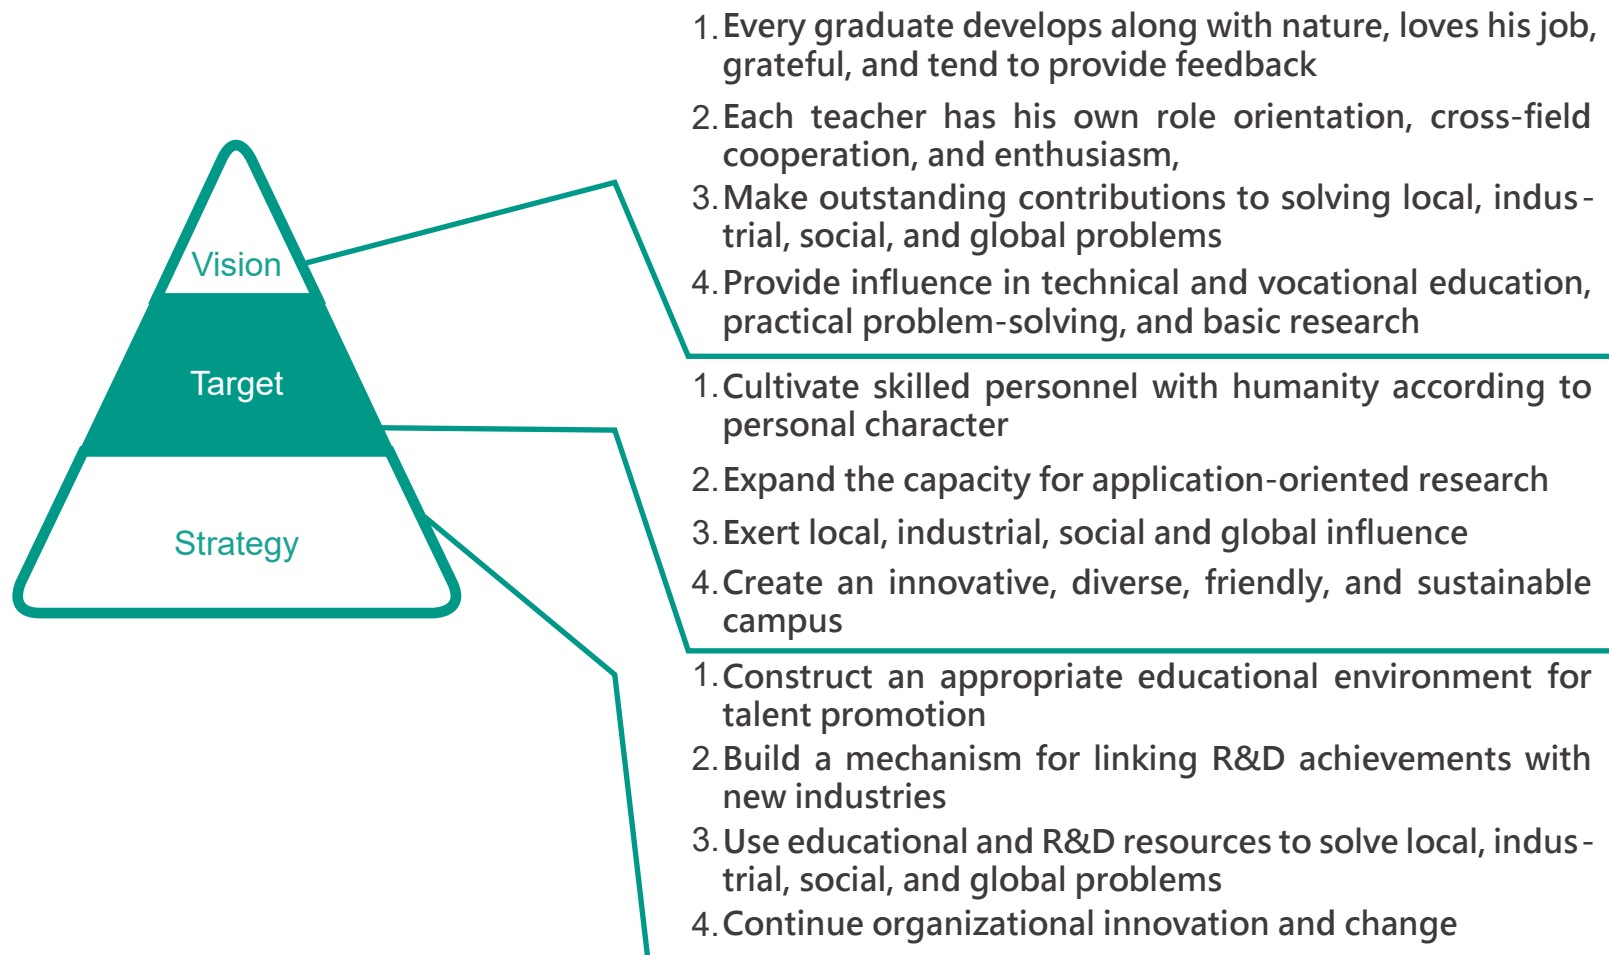 Vision
Target
Strategy
1. Every graduate develops along with nature, loves his job,
grateful, and tend to provide feedback
2. Each teacher has his own role orientation, cross-field
cooperation, and enthusiasm,
3. Make outstanding contributions to solving local, indus-
trial, social, and global problems
4. Provide influence in technical and vocational education,
practical problem-solving, and basic research
1. Cultivate skilled personnel with humanity according to
personal character
2. Expand the capacity for application-oriented research
3. Exert local, industrial, social and global influence
4. Create an innovative, diverse, friendly, and sustainable
campus
1. Construct an appropriate educational environment for
talent promotion
2. Build a mechanism for linking R&D achievements with
new industries
3. Use educational and R&D resources to solve local, indus-
trial, social, and global problems
4. Continue organizational innovation and change